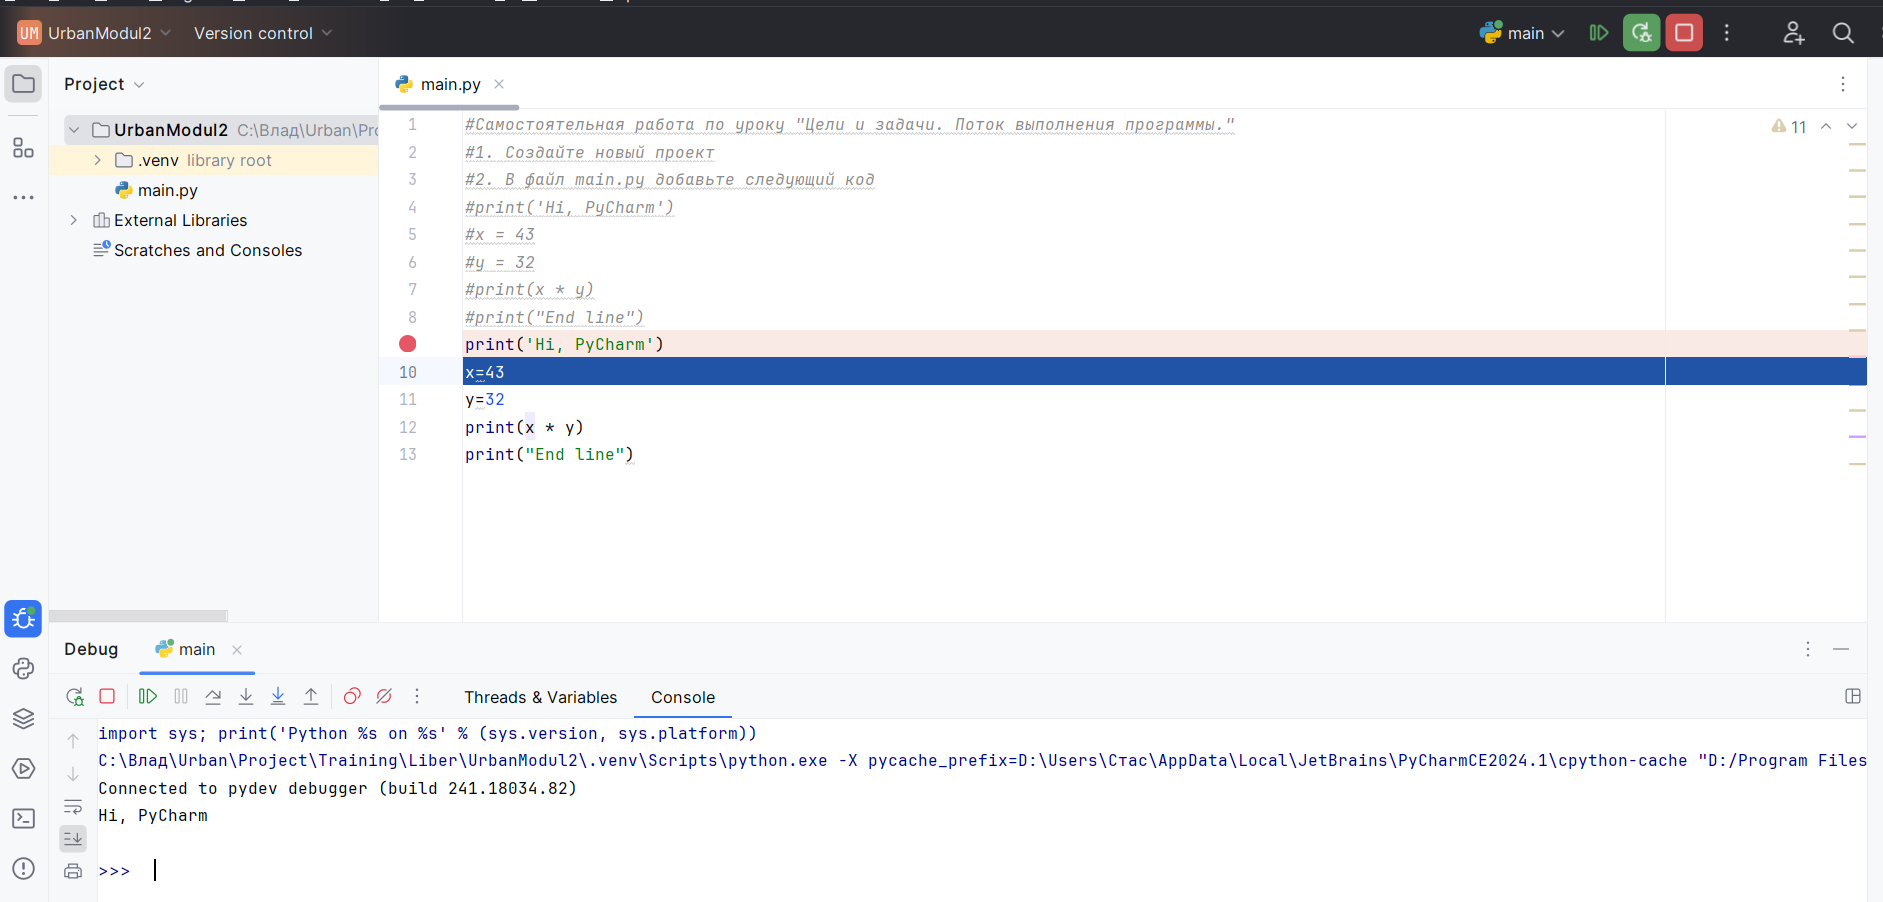 UM UrbanModul2 Version control main
Project
main.py
UrbanModul2 C:\Влад\Urban\Pro
.venv library root
main.py
External Libraries
Scratches and Consoles
11
1 #Самостоятельная работа по уроку "Цели и задачи. Поток выполнения программы."
2 #1. Создайте новый проект
3 #2. В файл main.py добавьте следующий код
4 #print('Hi, PyCharm')
5 #x = 43
6 #y = 32
7 #print(x * y)
8 #print("End line")
print('Hi, PyCharm')
10 x=43
11 y=32
12 print(x * y)
13 print("End line")
Debug main
Threads & Variables Console
import sys; print('Python %s on %s' % (sys.version, sys.platform))
C:\Влад\Urban\Project\Training\Liber\UrbanModul2\.venv\Scripts\python.exe -X pycache_prefix=D:\Users\Стас\AppData\Local\JetBrains\PyCharmCE2024.1\cpython-cache "D:/Program Files
Connected to pydev debugger (build 241.18034.82)
Hi, PyCharm
>>>